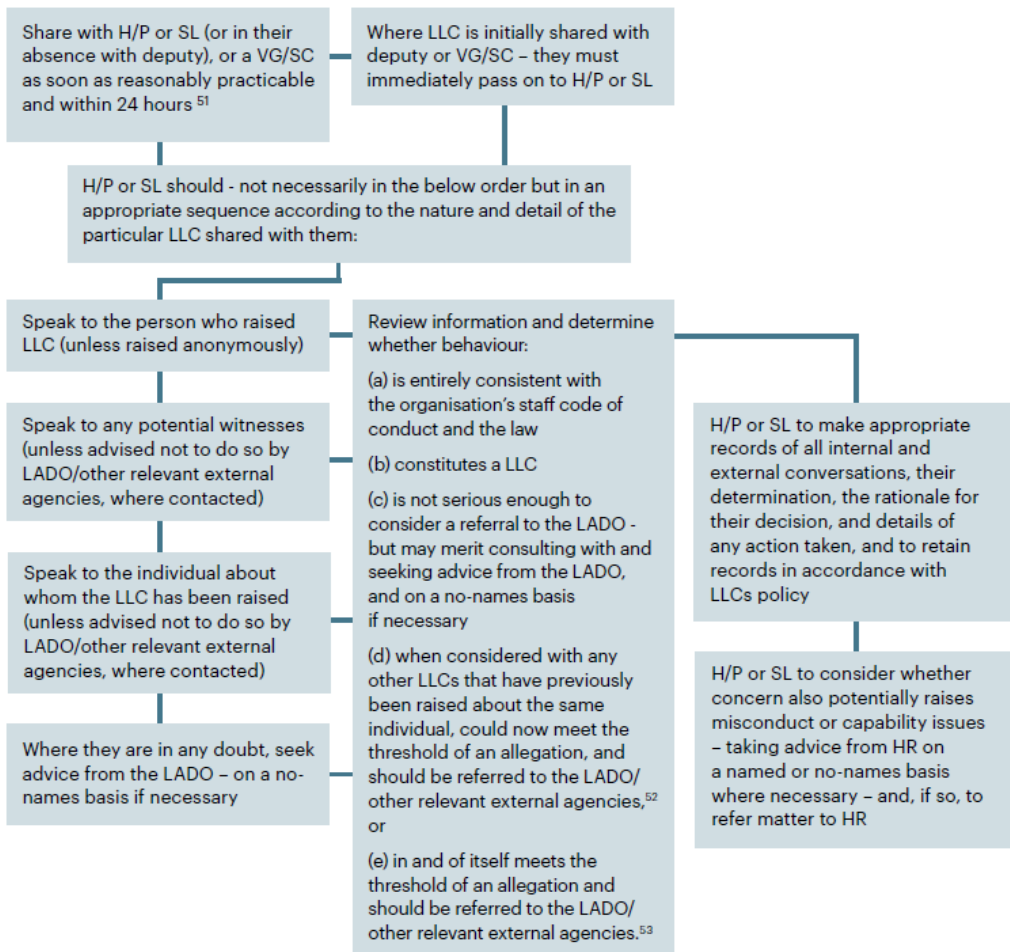 Share with H/P or SL (or in their
absence with deputy), or a VG/SC
as soon as reasonably practicable
and within 24 hours 51
Where LLC is initially shared with
deputy or VG/SC – they must
immediately pass on to H/P or SL
H/P or SL should - not necessarily in the below order but in an
appropriate sequence according to the nature and detail of the
particular LLC shared with them:
Speak to the person who raised
LLC (unless raised anonymously)
Speak to any potential witnesses
(unless advised not to do so by
LADO/other relevant external
agencies, where contacted)
Speak to the individual about
whom the LLC has been raised
(unless advised not to do so by
LADO/other relevant external
agencies, where contacted)
Where they are in any doubt, seek
advice from the LADO – on a no-
names basis if necessary
Review information and determine
whether behaviour:
(a) is entirely consistent with
the organisation's staff code of
conduct and the law
(b) constitutes a LLC
(c) is not serious enough to
consider a referral to the LADO -
but may merit consulting with and
seeking advice from the LADO,
and on a no-names basis
if necessary
(d) when considered with any
other LLCs that have previously
been raised about the same
individual, could now meet the
threshold of an allegation, and
should be referred to the LADO/
other relevant external agencies,52
or
(e) in and of itself meets the
threshold of an allegation and
should be referred to the LADO/
other relevant external agencies.53
H/P or SL to make appropriate
records of all internal and
external conversations, their
determination, the rationale for
their decision, and details of
any action taken, and to retain
records in accordance with
LLCs policy
H/P or SL to consider whether
concern also potentially raises
misconduct or capability issues
– taking advice from HR on
a named or no-names basis
where necessary – and, if so, to
refer matter to HR